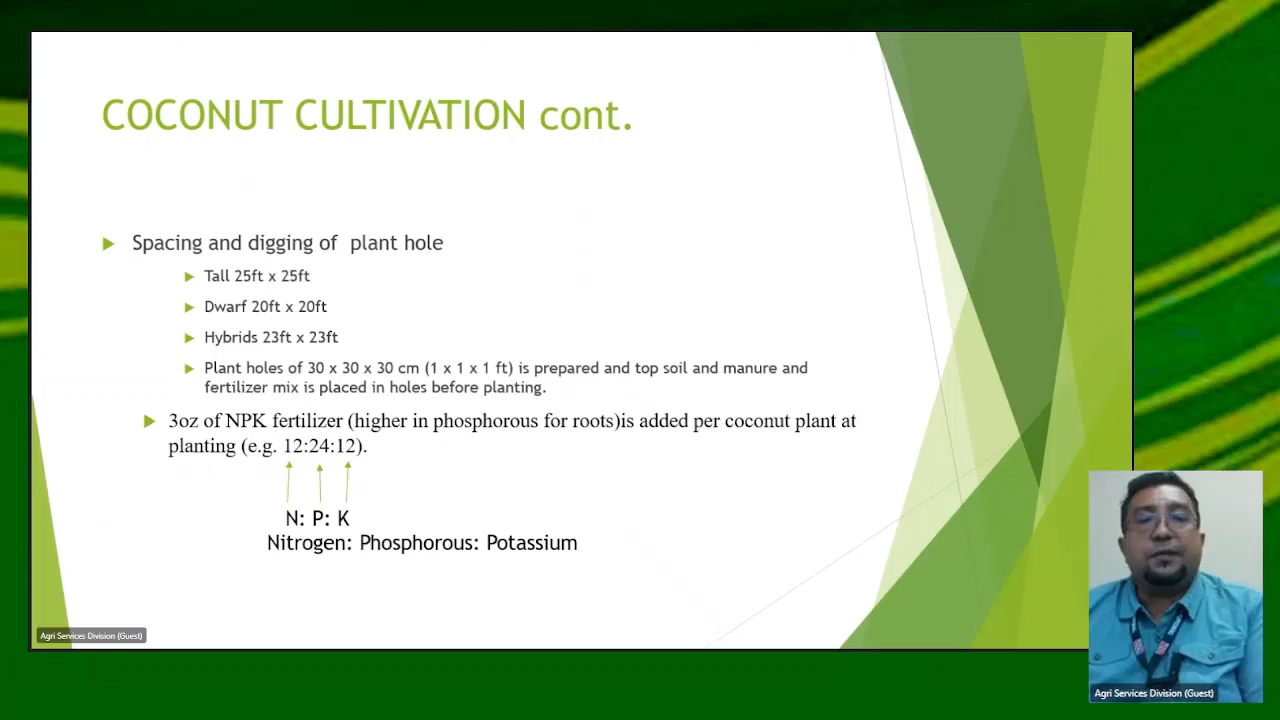 COCONUT CULTIVATION cont.
Spacing and digging of plant hole
Tall 25ft x 25ft
Dwarf 20ft x 20ft
Hybrids 23ft x 23ft
Plant holes of 30 x 30 x 30 cm (1 x 1 x 1 ft) is prepared and top soil and manure and
fertilizer mix is placed in holes before planting.
3oz of NPK fertilizer (higher in phosphorous for roots)is added per coconut plant at
planting (e.g. 12:24:12).
N: P: K
Nitrogen: Phosphorous: Potassium
Agri Services Division (Guest)
Agri Services Division (Guest)